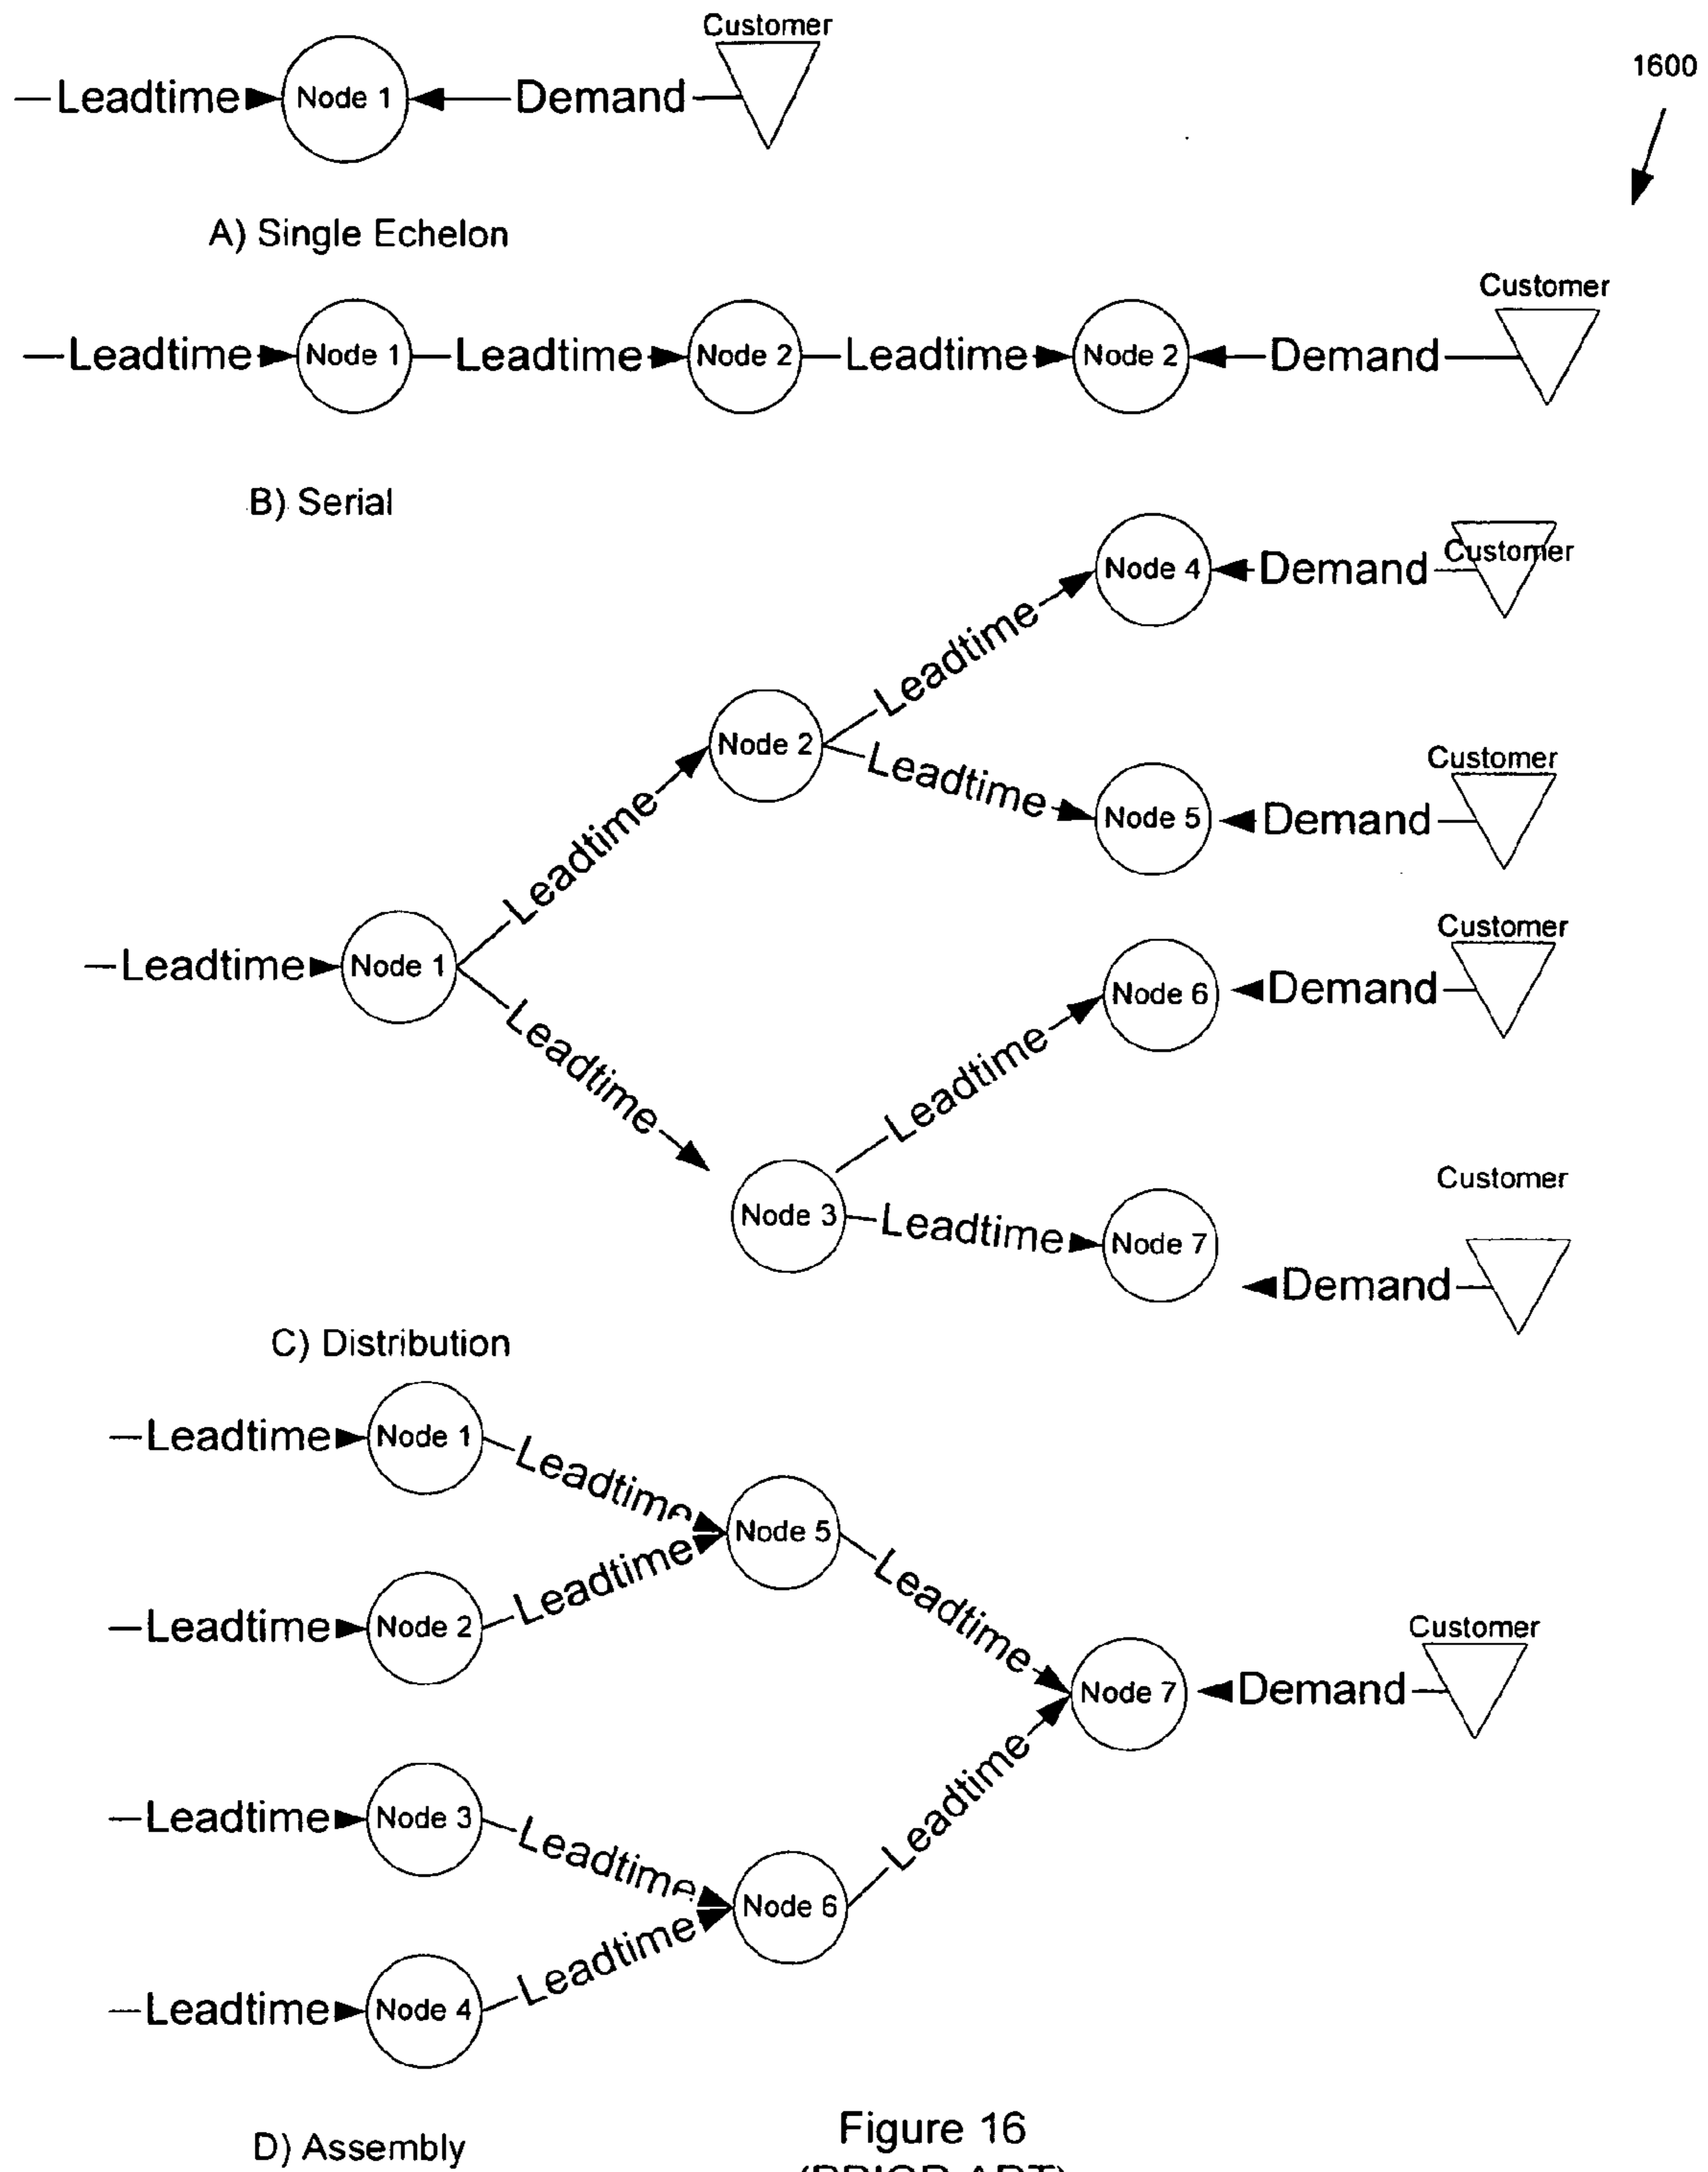 Customer
1600
Leadtime Node 1 Demand
A) Single Echelon
Customer
Leadtime Node 1 Leadtime Node 2 Leadtime Node 2 Demand
B) Serial
Customer
Node 4 Demand
Leadtime
Node 2
Customer
Leadtime
Node 5 Demand
Leadtime
Customer
Leadtime Node 1
Node 6 Demand
Leadtime
Leadtime
Customer
Node 3 Leadtime Node 7
Demand
C) Distribution
Leadtime Node 1
Leadtime
Node 5
Leadtime
Leadtime Node 2
Leadtime
Customer
Node 7 Demand
Leadtime Node 3
Leadtime
Leadtime
Node 6
Leadtime
Leadtime Node 4
Figure 16
D) Assembly
(PRIOR ART)